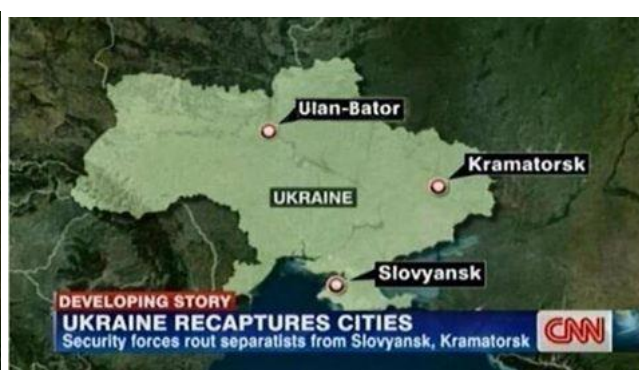 Ulan-Bator
Kramatorsk
UKRAINE
Slovyansk
DEVELOPING STORY
UKRAINE RECAPTURES CITIES
Security forces rout separatists from Slovyansk, Kramatorsk
CNN